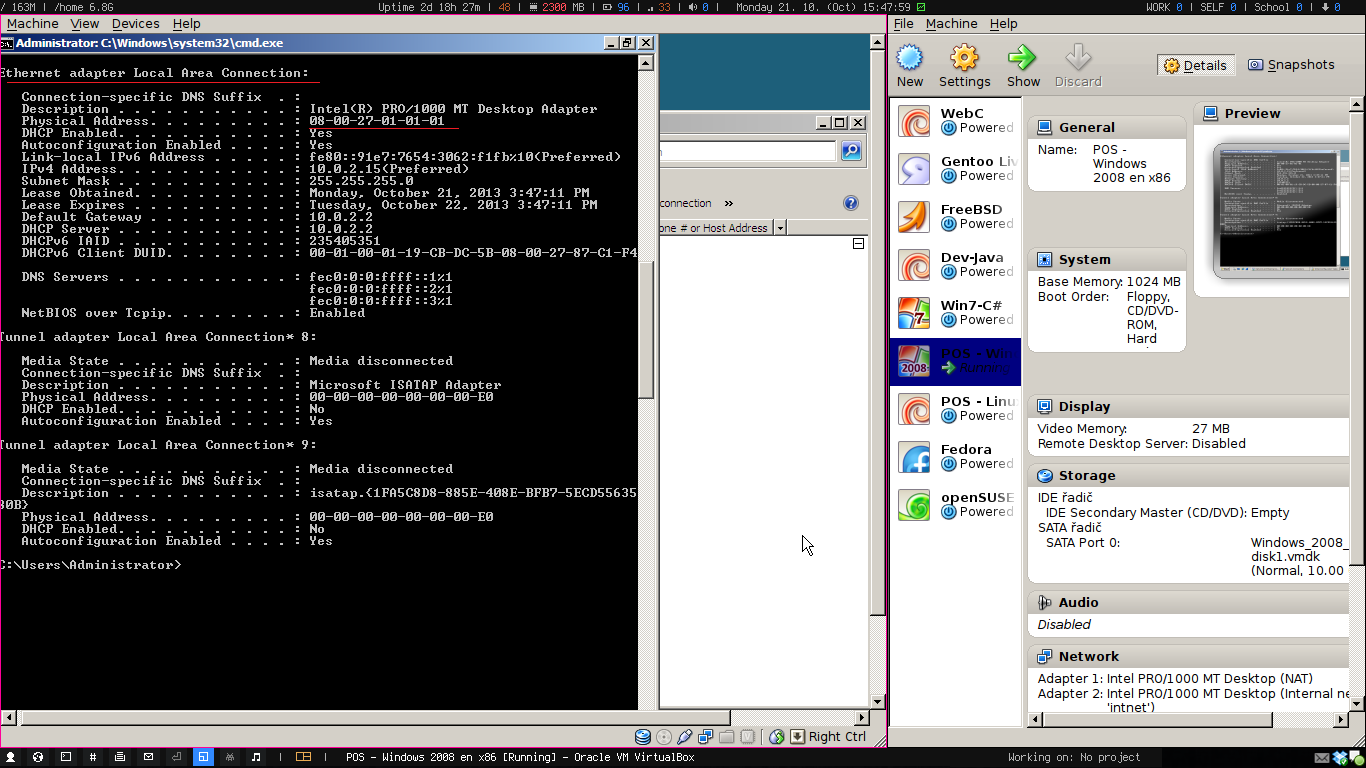 / 163M | /home 6.8G
Uptime 2d 18h 27m | 48 | 2300 MB | 96 | 33 | 0 | Monday 21. 10. (Oct) 15:47:59
WORK 0 | SELF 0 | School 0 | 0
Machine View Devices Help
Administrator: C:\Windows\system32\cmd.exe
Ethernet adapter Local Area Connection:
Connection-specific DNS Suffix . :
Description . . . . . . . . . . . : Intel(R) PRO/1000 MT Desktop Adapter
Physical Address. . . . . . . . . : 08-00-27-01-01-01
DHCP Enabled. . . . . . . . . . . : Yes
Autoconfiguration Enabled . . . . : Yes
Link-local IPv6 Address . . . . . : fe80::91e7:7654:3062:f1fb%10(Preferred)
IPv4 Address. . . . . . . . . . . : 10.0.2.15(Preferred)
Subnet Mask . . . . . . . . . . . : 255.255.255.0
Lease Obtained. . . . . . . . . . : Monday, October 21, 2013 3:47:11 PM
Lease Expires . . . . . . . . . . : Tuesday, October 22, 2013 3:47:11 PM
Default Gateway . . . . . . . . . : 10.0.2.2
DHCP Server . . . . . . . . . . . : 10.0.2.2
DHCPv6 IAID . . . . . . . . . . . : 235405351
DHCPv6 Client DUID. . . . . . . . : 00-01-00-01-19-CB-DC-5B-08-00-27-87-C1-F4
DNS Servers . . . . . . . . . . . : fec0:0:0:ffff::1%1
fec0:0:0:ffff::2%1
fec0:0:0:ffff::3%1
NetBIOS over Tcpip. . . . . . . . : Enabled
Tunnel adapter Local Area Connection* 8:
Media State . . . . . . . . . . . : Media disconnected
Connection-specific DNS Suffix . :
Description . . . . . . . . . . . : Microsoft ISATAP Adapter
Physical Address. . . . . . . . . : 00-00-00-00-00-00-00-E0
DHCP Enabled. . . . . . . . . . . : No
Autoconfiguration Enabled . . . . : Yes
Tunnel adapter Local Area Connection* 9:
Media State . . . . . . . . . . . : Media disconnected
Connection-specific DNS Suffix . :
Description . . . . . . . . . . . : isatap.{1FA5C8D8-885E-408E-BFB7-5ECD55635
80B}
Physical Address. . . . . . . . . : 00-00-00-00-00-00-00-E0
DHCP Enabled. . . . . . . . . . . : No
Autoconfiguration Enabled . . . . : Yes
C:\Users\Administrator>
connection »
one # or Host Address
Right Ctrl
File Machine Help
New
Settings
Show
Discard
Details
Snapshots
WebC
Powered
Gentoo Liv
Powered
FreeBSD
Powered
Dev-Java
Powered
Win7-C#
Powered
2008
POS - Win
Running
POS - Linu
Powered
Fedora
Powered
openSUSE
Powered
General
Name: POS -
Windows
2008 en x86
System
Base Memory: 1024 MB
Boot Order: Floppy,
CD/DVD-
ROM,
Hard
Preview
Display
Video Memory: 27 MB
Remote Desktop Server: Disabled
Storage
IDE řadič
IDE Secondary Master (CD/DVD): Empty
SATA řadič
SATA Port 0: Windows_2008_
disk1.vmdk
(Normal, 10.00
Audio
Disabled
Network
Adapter 1: Intel PRO/1000 MT Desktop (NAT)
Adapter 2: Intel PRO/1000 MT Desktop (Internal ne
'intnet')
POS - Windows 2008 en x86 [Running] - Oracle VM VirtualBox
Working on: No project